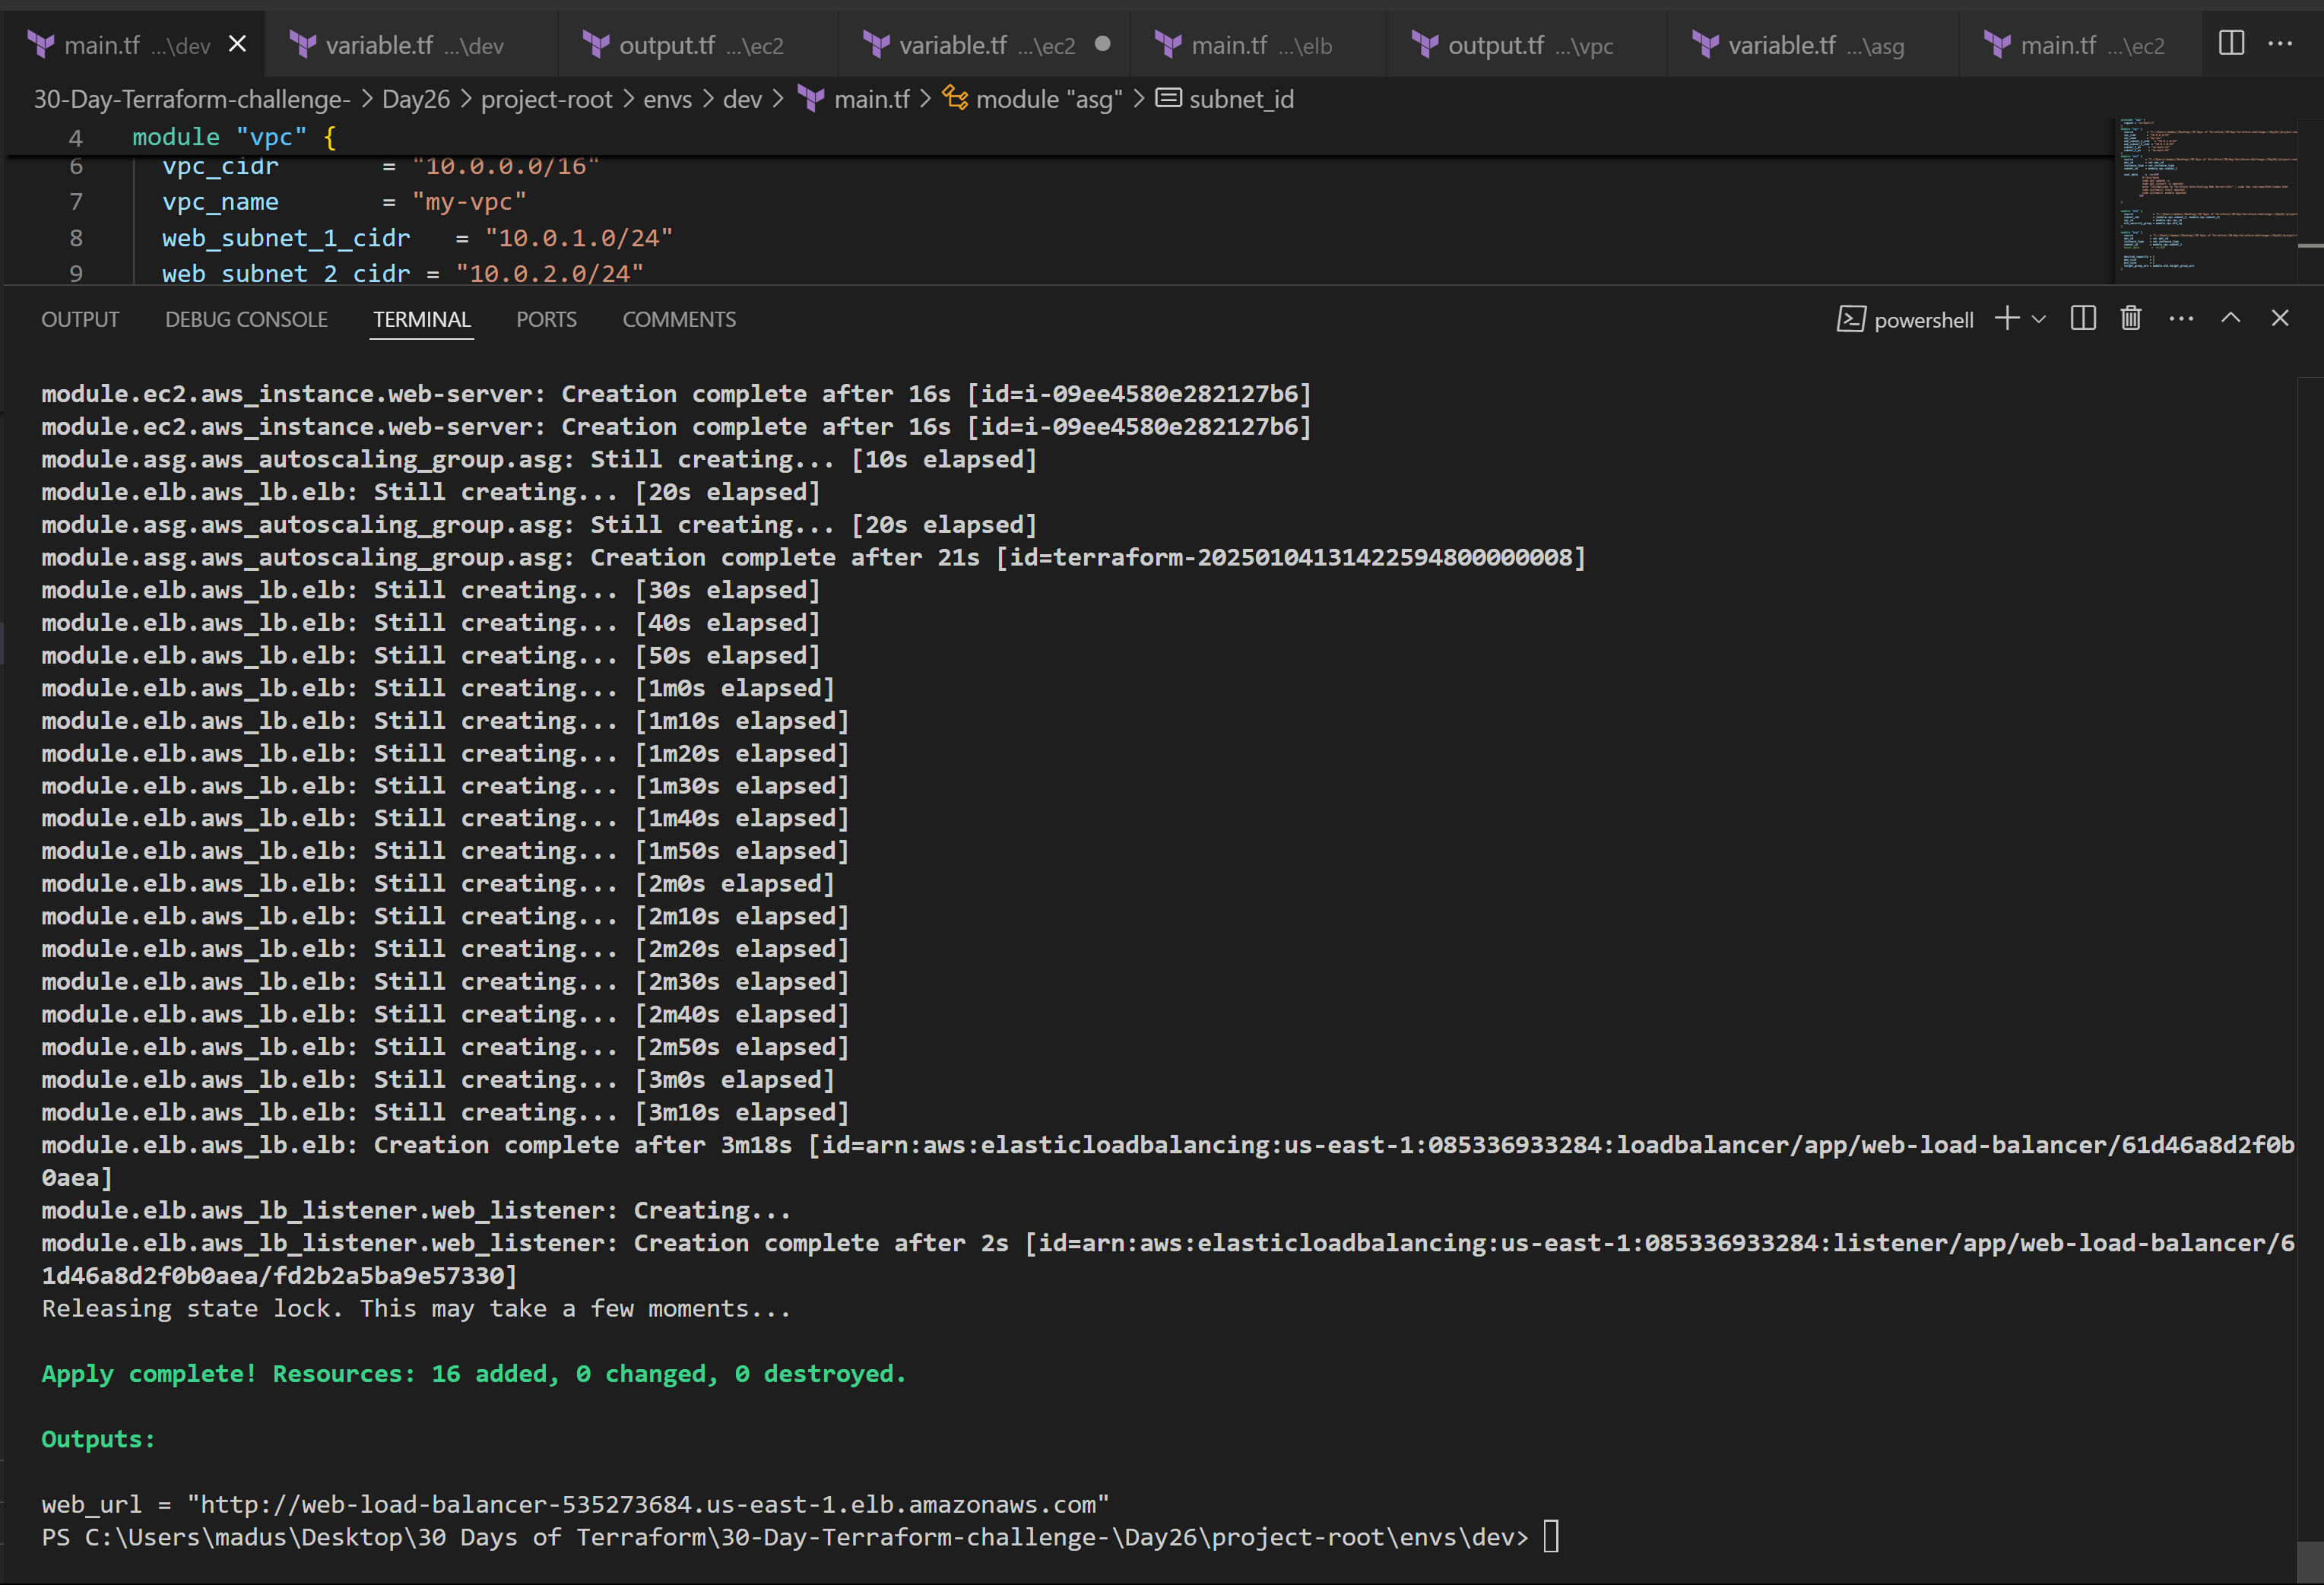 main.tf ...\dev
variable.tf ...\dev
output.tf ...\ec2
variable.tf ...\ec2
main.tf ...\elb
output.tf ...\vpc
variable.tf ...\asg
main.tf ...\ec2
30-Day-Terraform-challenge- > Day26 > project-root > envs > dev > main.tf > module "asg" > subnet_id
4 module "vpc" {
6 vpc_cidr = "10.0.0.0/16"
7 vpc_name = "my-vpc"
8 web_subnet_1_cidr = "10.0.1.0/24"
9 web_subnet_2_cidr = "10.0.2.0/24"
OUTPUT DEBUG CONSOLE TERMINAL PORTS COMMENTS
powershell
module.ec2.aws_instance.web-server: Creation complete after 16s [id=i-09ee4580e282127b6]
module.ec2.aws_instance.web-server: Creation complete after 16s [id=i-09ee4580e282127b6]
module.asg.aws_autoscaling_group.asg: Still creating... [10s elapsed]
module.elb.aws_lb.elb: Still creating... [20s elapsed]
module.asg.aws_autoscaling_group.asg: Still creating... [20s elapsed]
module.asg.aws_autoscaling_group.asg: Creation complete after 21s [id=terraform-20250104131422594800000008]
module.elb.aws_lb.elb: Still creating... [30s elapsed]
module.elb.aws_lb.elb: Still creating... [40s elapsed]
module.elb.aws_lb.elb: Still creating... [50s elapsed]
module.elb.aws_lb.elb: Still creating... [1m0s elapsed]
module.elb.aws_lb.elb: Still creating... [1m10s elapsed]
module.elb.aws_lb.elb: Still creating... [1m20s elapsed]
module.elb.aws_lb.elb: Still creating... [1m30s elapsed]
module.elb.aws_lb.elb: Still creating... [1m40s elapsed]
module.elb.aws_lb.elb: Still creating... [1m50s elapsed]
module.elb.aws_lb.elb: Still creating... [2m0s elapsed]
module.elb.aws_lb.elb: Still creating... [2m10s elapsed]
module.elb.aws_lb.elb: Still creating... [2m20s elapsed]
module.elb.aws_lb.elb: Still creating... [2m30s elapsed]
module.elb.aws_lb.elb: Still creating... [2m40s elapsed]
module.elb.aws_lb.elb: Still creating... [2m50s elapsed]
module.elb.aws_lb.elb: Still creating... [3m0s elapsed]
module.elb.aws_lb.elb: Still creating... [3m10s elapsed]
module.elb.aws_lb.elb: Creation complete after 3m18s [id=arn:aws:elasticloadbalancing:us-east-1:085336933284:loadbalancer/app/web-load-balancer/61d46a8d2f0b
0aea]
module.elb.aws_lb_listener.web_listener: Creating...
module.elb.aws_lb_listener.web_listener: Creation complete after 2s [id=arn:aws:elasticloadbalancing:us-east-1:085336933284:listener/app/web-load-balancer/6
1d46a8d2f0b0aea/fd2b2a5ba9e57330]
Releasing state lock. This may take a few moments...
Apply complete! Resources: 16 added, 0 changed, 0 destroyed.
Outputs:
web_url = "http://web-load-balancer-535273684.us-east-1.elb.amazonaws.com"
PS C:\Users\madus\Desktop\30 Days of Terraform\30-Day-Terraform-challenge-\Day26\project-root\envs\dev>